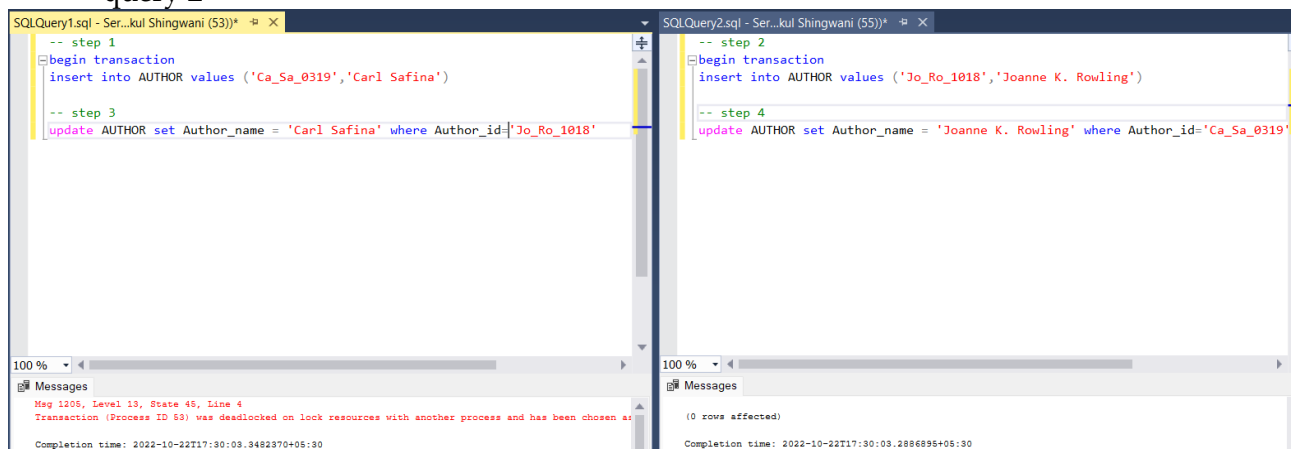 query 2
SQLQuery1.sql - Ser...kul Shingwani (53))*
-- step 1
begin transaction
insert into AUTHOR values ('Ca_Sa_0319','Carl Safina')
-- step 3
update AUTHOR set Author_name = 'Carl Safina' where Author_id='Jo_Ro_1018'
100 %
Messages
Msg 1205, Level 13, State 45, Line 4
Transaction (Process ID 53) was deadlocked on lock resources with another process and has been chosen as
Completion time: 2022-10-22T17:30:03.3482370+05:30
SQLQuery2.sql - Ser...kul Shingwani (55))*
-- step 2
begin transaction
insert into AUTHOR values ('Jo_Ro_1018','Joanne K. Rowling')
-- step 4
update AUTHOR set Author_name = 'Joanne K. Rowling' where Author_id='Ca_Sa_0319'
100 %
Messages
(0 rows affected)
Completion time: 2022-10-22T17:30:03.2886895+05:30